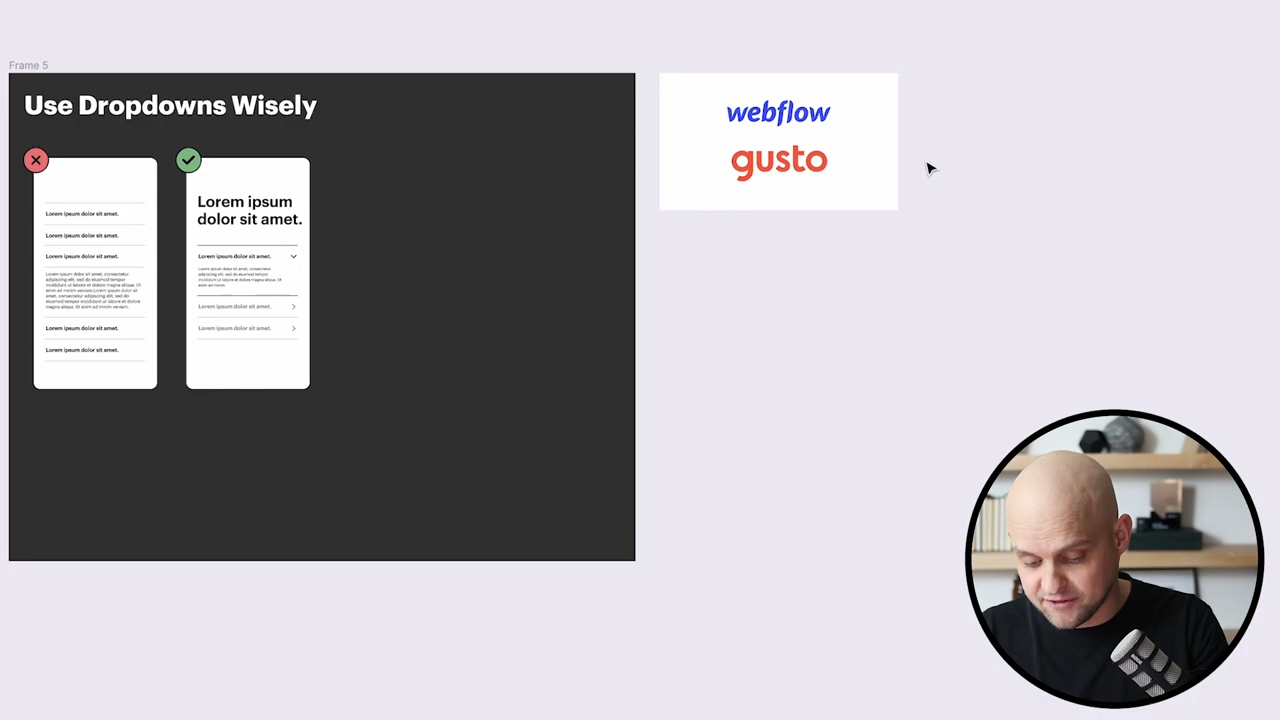 Frame 5
Use Dropdowns Wisely
Lorem ipsum dolor sit amet.
Lorem ipsum dolor sit amet.
Lorem ipsum dolor sit amet.
Lorem ipsum dolor sit amet, consectetur
adipiscing elit, sed do eiusmod tempor
incididunt ut labore et dolore magna aliqua. Ut
enim ad minim veniam.Lorem ipsum dolor sit
amet, consectetur adipiscing elit, sed do
eiusmod tempor incididunt ut labore et dolore
magna aliqua. Ut enim ad minim veniam.
Lorem ipsum dolor sit amet.
Lorem ipsum dolor sit amet.
Lorem ipsum
dolor sit amet.
Lorem ipsum dolor sit amet.
Lorem ipsum dolor sit amet, consectetur
adipiscing elit, sed do eiusmod tempor
incididunt ut labore et dolore magna aliqua. Ut
enim ad minim
Lorem ipsum dolor sit amet.
Lorem ipsum dolor sit amet.
webflow
gusto